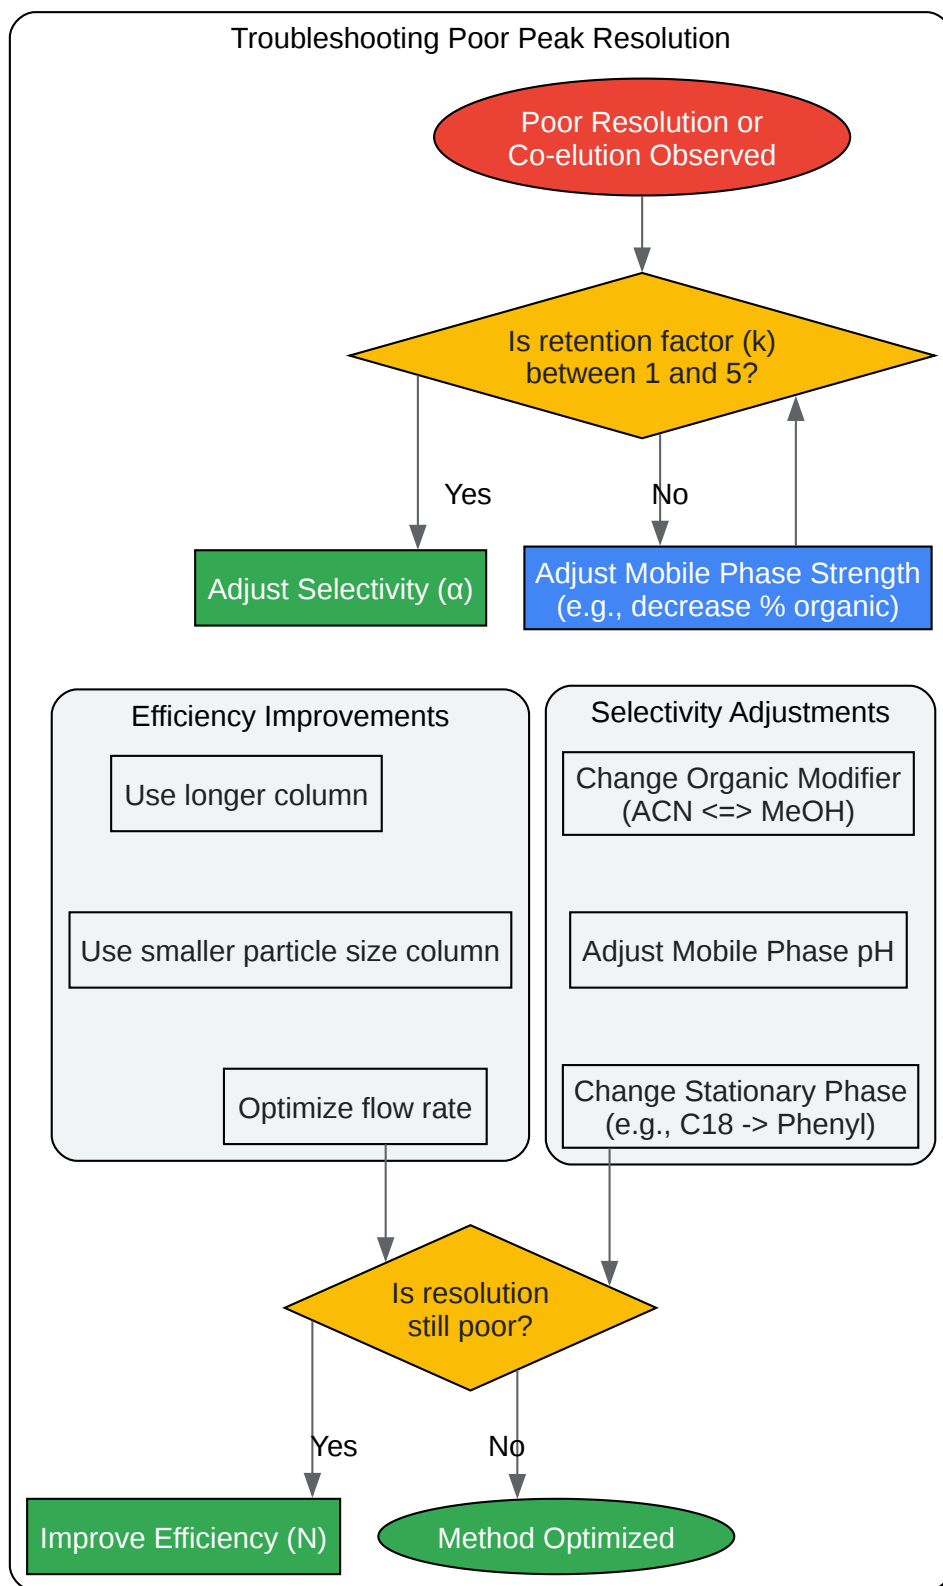 Troubleshooting Poor Peak Resolution
Poor Resolution or
Co-elution Observed
Is retention factor (k)
between 1 and 5?
Yes
No
Adjust Selectivity (α)
Adjust Mobile Phase Strength
(e.g., decrease % organic)
Efficiency Improvements
Use longer column
Use smaller particle size column
Optimize flow rate
Selectivity Adjustments
Change Organic Modifier
(ACN <=> MeOH)
Adjust Mobile Phase pH
Change Stationary Phase
(e.g., C18 -> Phenyl)
Is resolution
still poor?
Yes
No
Improve Efficiency (N)
Method Optimized